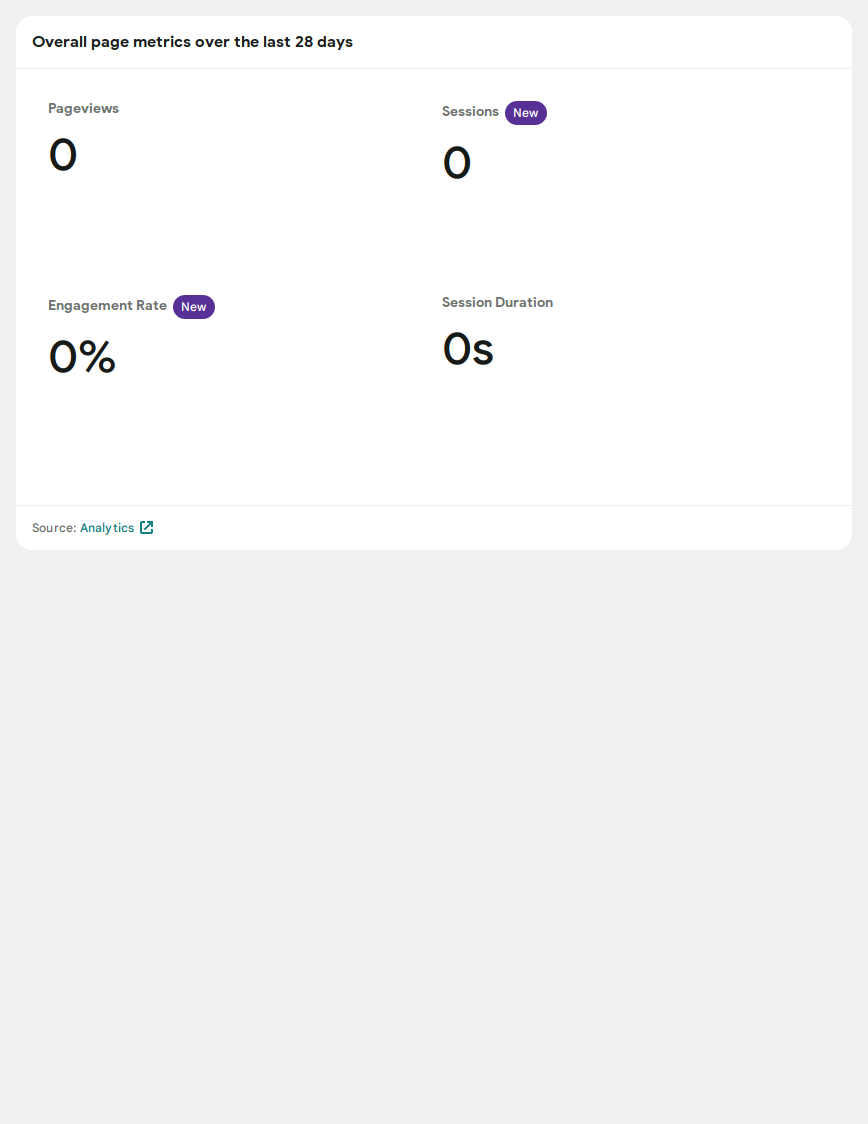 Overall page metrics over the last 28 days
Pageviews
0
Sessions New
0
Engagement Rate New
0%
Session Duration
0s
Source: Analytics